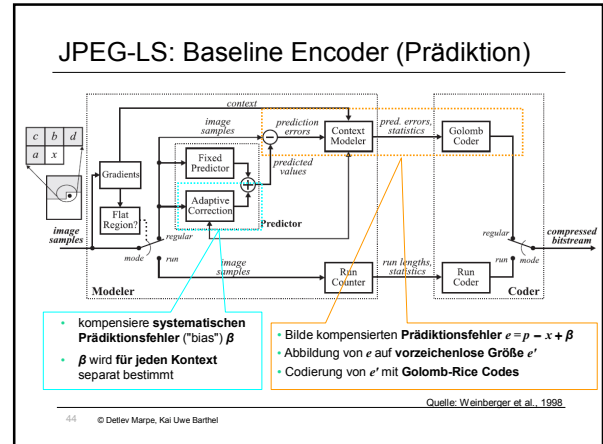 JPEG-LS: Baseline Encoder (Prädiktion)
context
c b d
a x
image
samples
prediction
errors
Context
Modeler
pred. errors,
statistics
Golomb
Coder
Gradients
Fixed
Predictor
predicted
values
Flat
Region?
Adaptive
Correction
Predictor
image
samples
regular
mode
run
regular
run
mode
compressed
bitstream
image
samples
Run
Counter
run lengths,
statistics
Run
Coder
Modeler
Coder
• kompensiere systematischen
Prädiktionsfehler ("bias") β
• β wird für jeden Kontext
separat bestimmt
• Bilde kompensierten Prädiktionsfehler e = p – x + β
• Abbildung von e auf vorzeichenlose Größe e'
• Codierung von e' mit Golomb-Rice Codes
Quelle: Weinberger et al., 1998
44 © Detlev Marpe, Kai Uwe Barthel